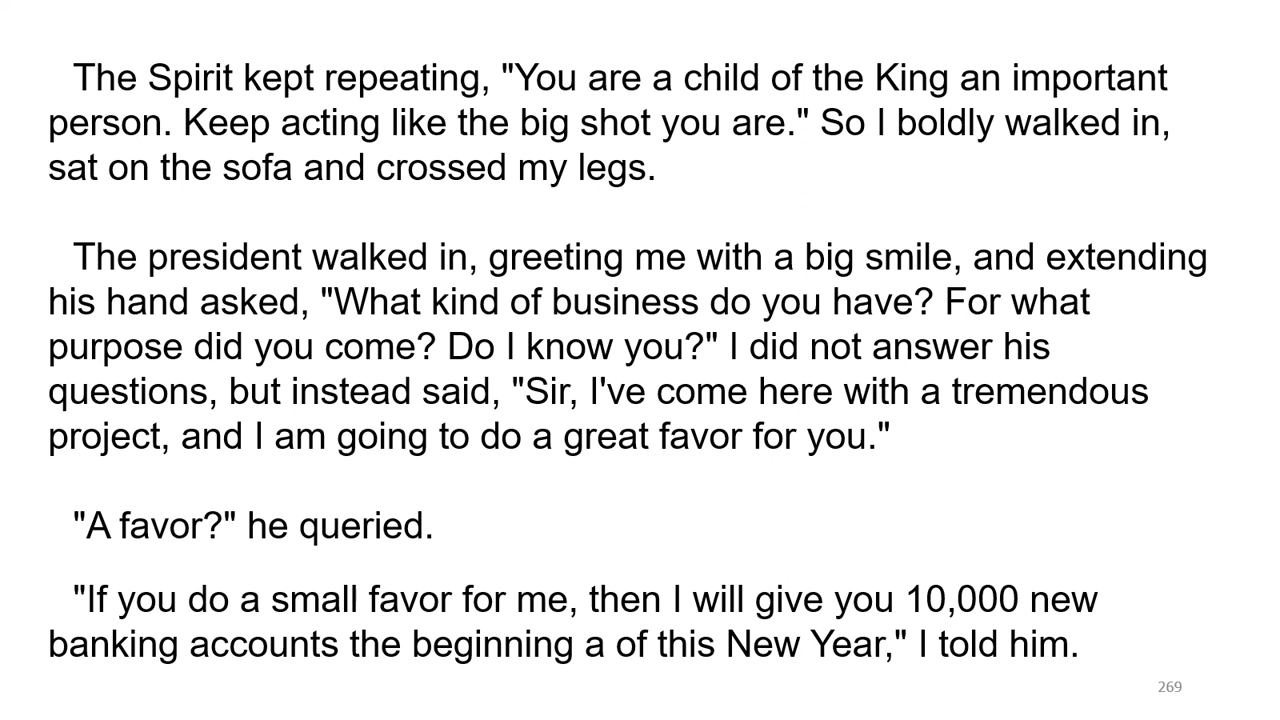 The Spirit kept repeating, "You are a child of the King an important
person. Keep acting like the big shot you are." So I boldly walked in,
sat on the sofa and crossed my legs.
The president walked in, greeting me with a big smile, and extending
his hand asked, "What kind of business do you have? For what
purpose did you come? Do I know you?" I did not answer his
questions, but instead said, "Sir, I've come here with a tremendous
project, and I am going to do a great favor for you."
"A favor?" he queried.
"If you do a small favor for me, then I will give you 10,000 new
banking accounts the beginning a of this New Year," I told him.
269